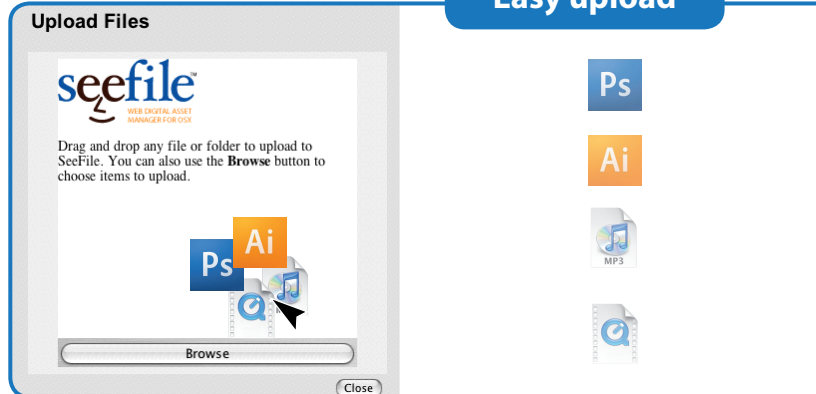 Easy upload
Upload Files
seefile™
WEB DIGITAL ASSET
MANAGER FOR OSX
Drag and drop any file or folder to upload to
SeeFile. You can also use the Browse button to
choose items to upload.
Ai
Ps
Browse
Close
Ps
Ai
MP3